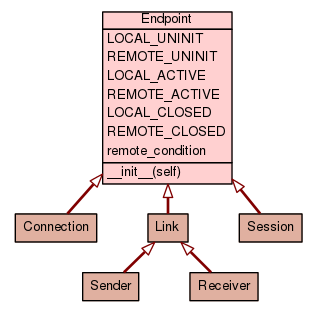 Endpoint
LOCAL_UNINIT
REMOTE_UNINIT
LOCAL_ACTIVE
REMOTE_ACTIVE
LOCAL_CLOSED
REMOTE_CLOSED
remote_condition
__init__(self)
Connection
Link
Session
Sender
Receiver